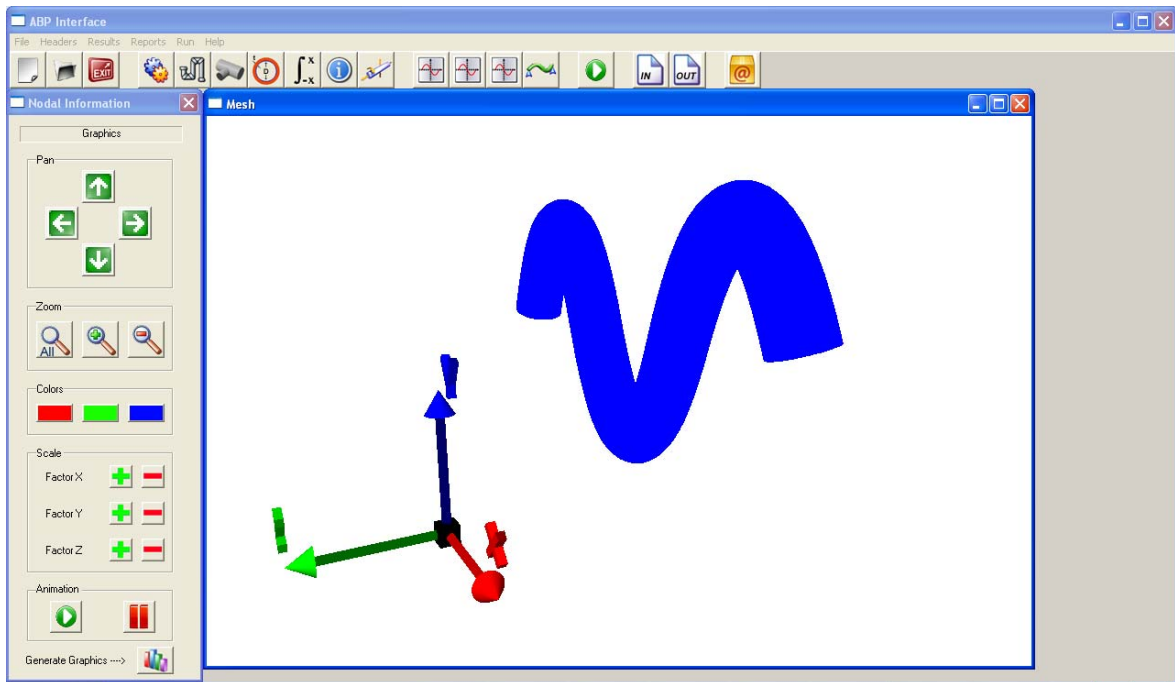 ABP Interface
File Headers Results Reports Run Help
EXIT
x
-x
i
IN
OUT
@
Nodal Information
Mesh
Graphics
Pan
Zoom
All
Colors
Scale
Factor X
Factor Y
Factor Z
Animation
Generate Graphics ---->